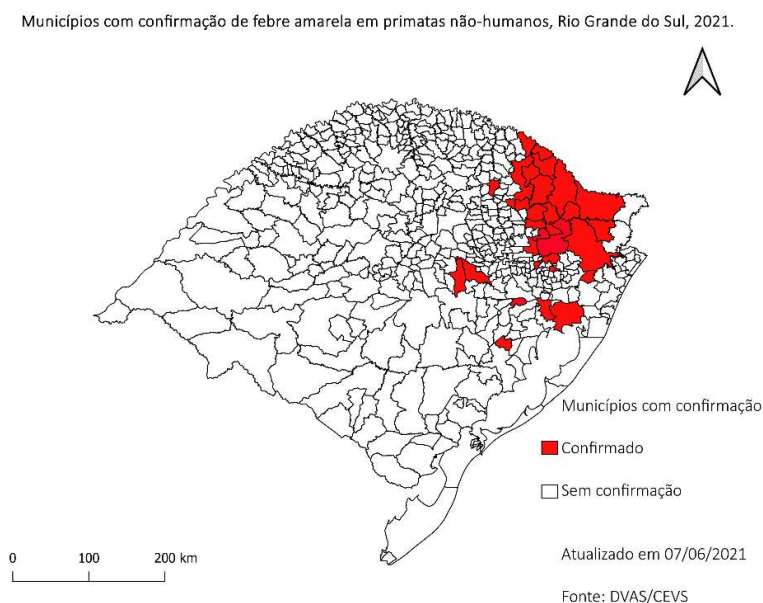 Municípios com confirmação de febre amarela em primatas não-humanos, Rio Grande do Sul, 2021.
Municípios com confirmação
Confirmado
Sem confirmação
0 100 200 km
Atualizado em 07/06/2021
Fonte: DVAS/CEVS